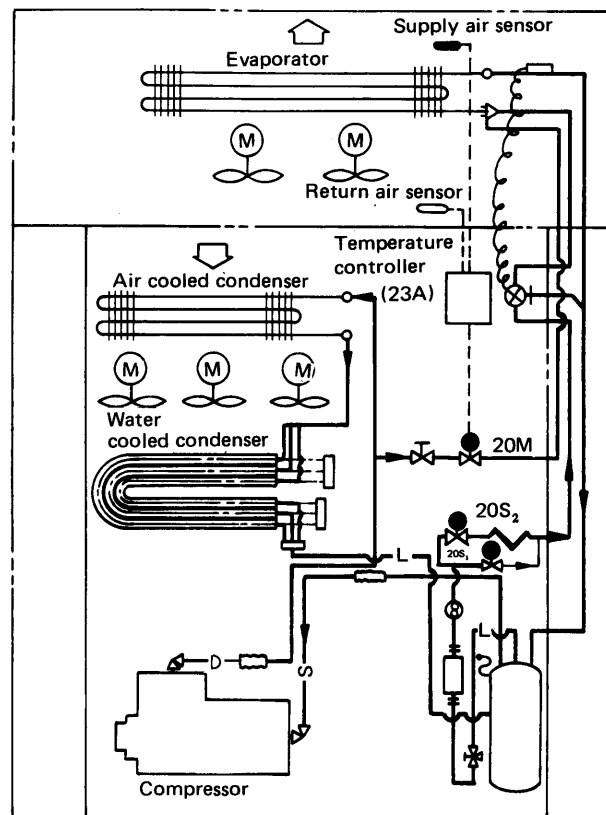 Supply air sensor
Evaporator
M
M
Return air sensor
Temperature
controller
(23A)
Air cooled condenser
M
M
M
Water
cooled condenser
20M
20S₂
20S₁
L
L
D
S
Compressor